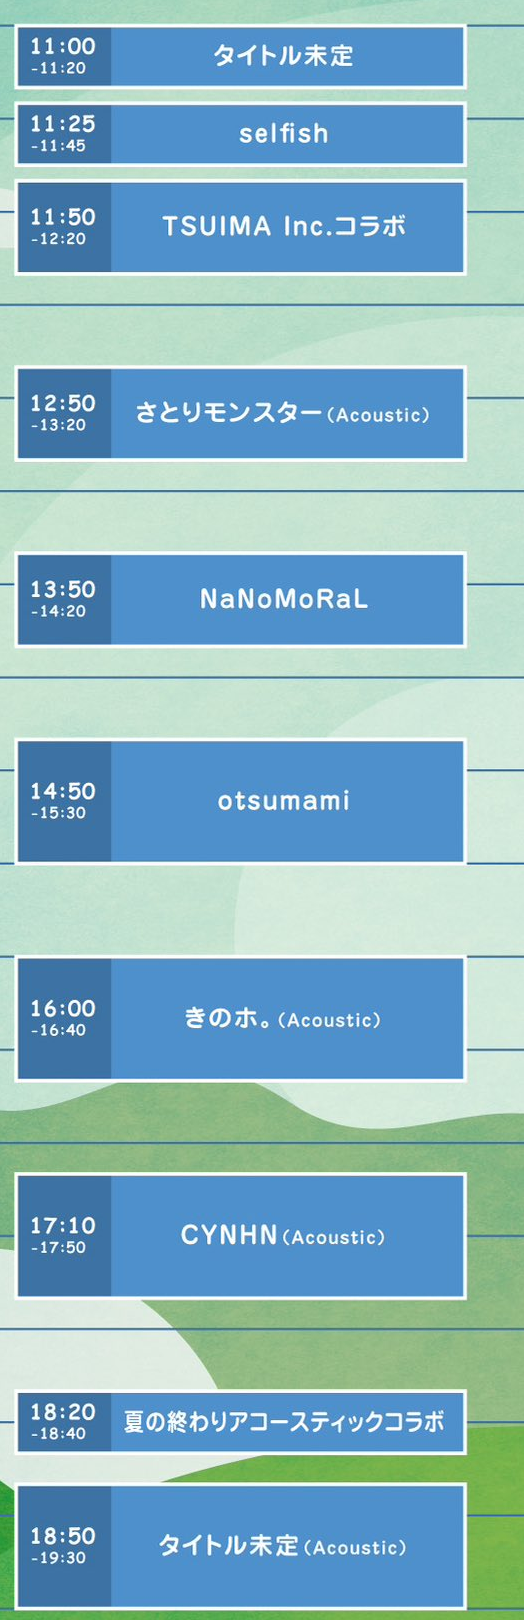 11:00
-11:20
タイトル未定
11:25
-11:45
selfish
11:50
-12:20
TSUIMA Inc.コラボ
12:50
-13:20
さとりモンスター(Acoustic)
13:50
-14:20
NaNoMoRaL
14:50
-15:30
otsumami
16:00
-16:40
きのホ。(Acoustic)
17:10
-17:50
CYNHN(Acoustic)
18:20
-18:40
夏の終わりアコースティックコラボ
18:50
-19:30
タイトル未定(Acoustic)